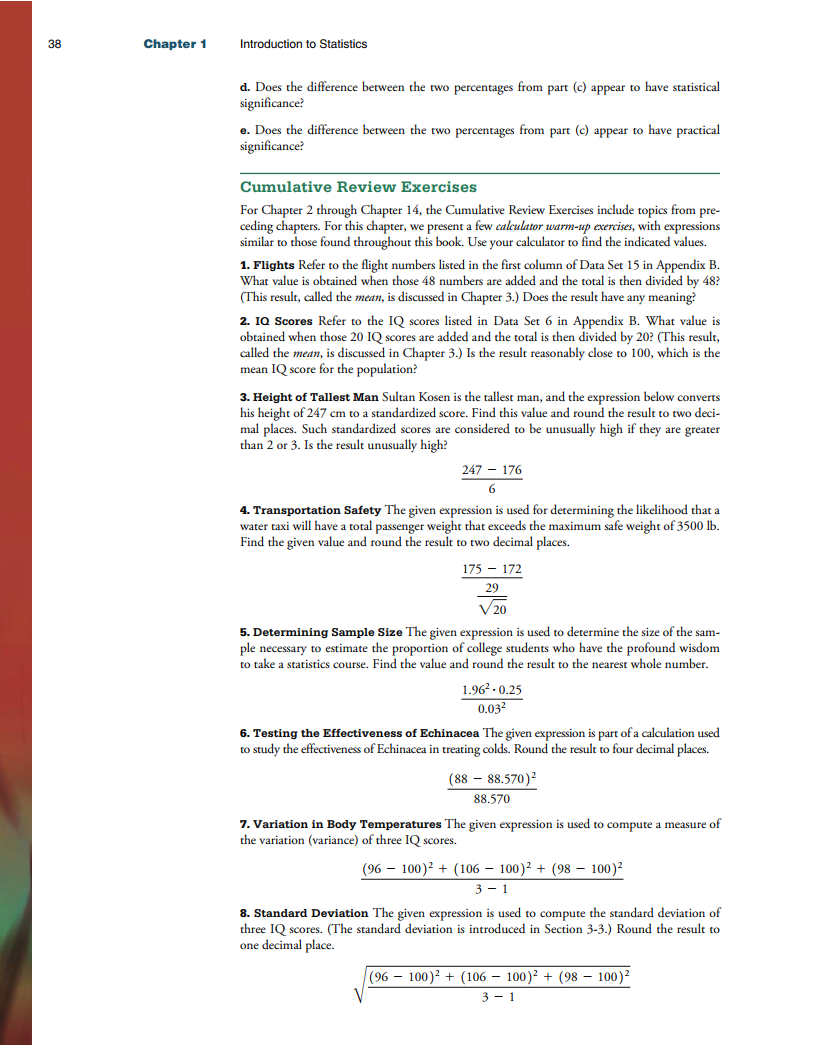 38 Chapter 1 Introduction to Statistics
d. Does the difference between the two percentages from part (c) appear to have statistical
significance?
e. Does the difference between the two percentages from part (c) appear to have practical
significance?
Cumulative Review Exercises
For Chapter 2 through Chapter 14, the Cumulative Review Exercises include topics from pre-
ceding chapters. For this chapter, we present a few calculator warm-up exercises, with expressions
similar to those found throughout this book. Use your calculator to find the indicated values.
1. Flights Refer to the flight numbers listed in the first column of Data Set 15 in Appendix B.
What value is obtained when those 48 numbers are added and the total is then divided by 48?
(This result, called the mean, is discussed in Chapter 3.) Does the result have any meaning?
2. IQ Scores Refer to the IQ scores listed in Data Set 6 in Appendix B. What value is
obtained when those 20 IQ scores are added and the total is then divided by 20? (This result,
called the mean, is discussed in Chapter 3.) Is the result reasonably close to 100, which is the
mean IQ score for the population?
3. Height of Tallest Man Sultan Kosen is the tallest man, and the expression below converts
his height of 247 cm to a standardized score. Find this value and round the result to two deci-
mal places. Such standardized scores are considered to be unusually high if they are greater
than 2 or 3. Is the result unusually high?
247 − 176
6
4. Transportation Safety The given expression is used for determining the likelihood that a
water taxi will have a total passenger weight that exceeds the maximum safe weight of 3500 lb.
Find the given value and round the result to two decimal places.
175 − 172
29
√20
5. Determining Sample Size The given expression is used to determine the size of the sam-
ple necessary to estimate the proportion of college students who have the profound wisdom
to take a statistics course. Find the value and round the result to the nearest whole number.
1.96² · 0.25
0.03²
6. Testing the Effectiveness of Echinacea The given expression is part of a calculation used
to study the effectiveness of Echinacea in treating colds. Round the result to four decimal places.
(88 − 88.570)²
88.570
7. Variation in Body Temperatures The given expression is used to compute a measure of
the variation (variance) of three IQ scores.
(96 − 100)² + (106 − 100)² + (98 − 100)²
3 − 1
8. Standard Deviation The given expression is used to compute the standard deviation of
three IQ scores. (The standard deviation is introduced in Section 3-3.) Round the result to
one decimal place.
√(96 − 100)² + (106 − 100)² + (98 − 100)²
3 − 1